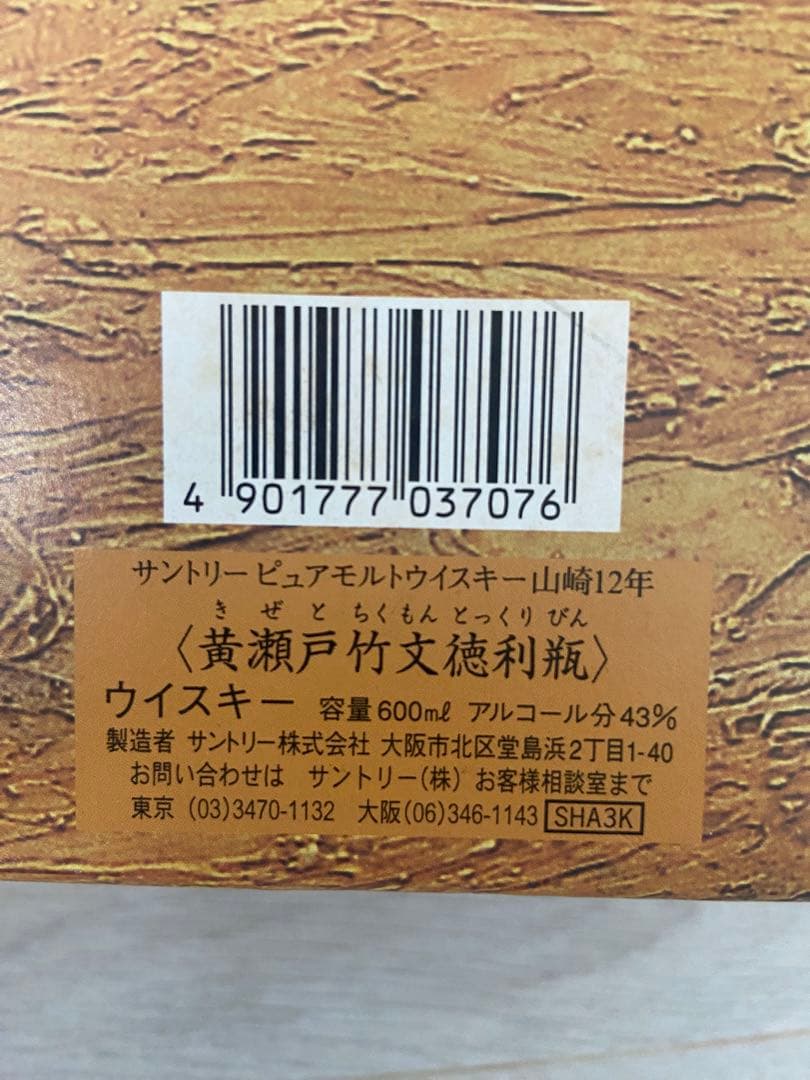 4 901777 037076
サントリー ピュアモルトウイスキー山崎12年
きぜと ちくもん とっくり びん
〈黄瀬戸竹文徳利瓶〉
ウイスキー 容量600mℓ アルコール分43%
製造者 サントリー株式会社 大阪市北区堂島浜2丁目1-40
お問い合わせは サントリー(株) お客様相談室まで
東京 (03)3470-1132 大阪(06)346-1143 SHA3K